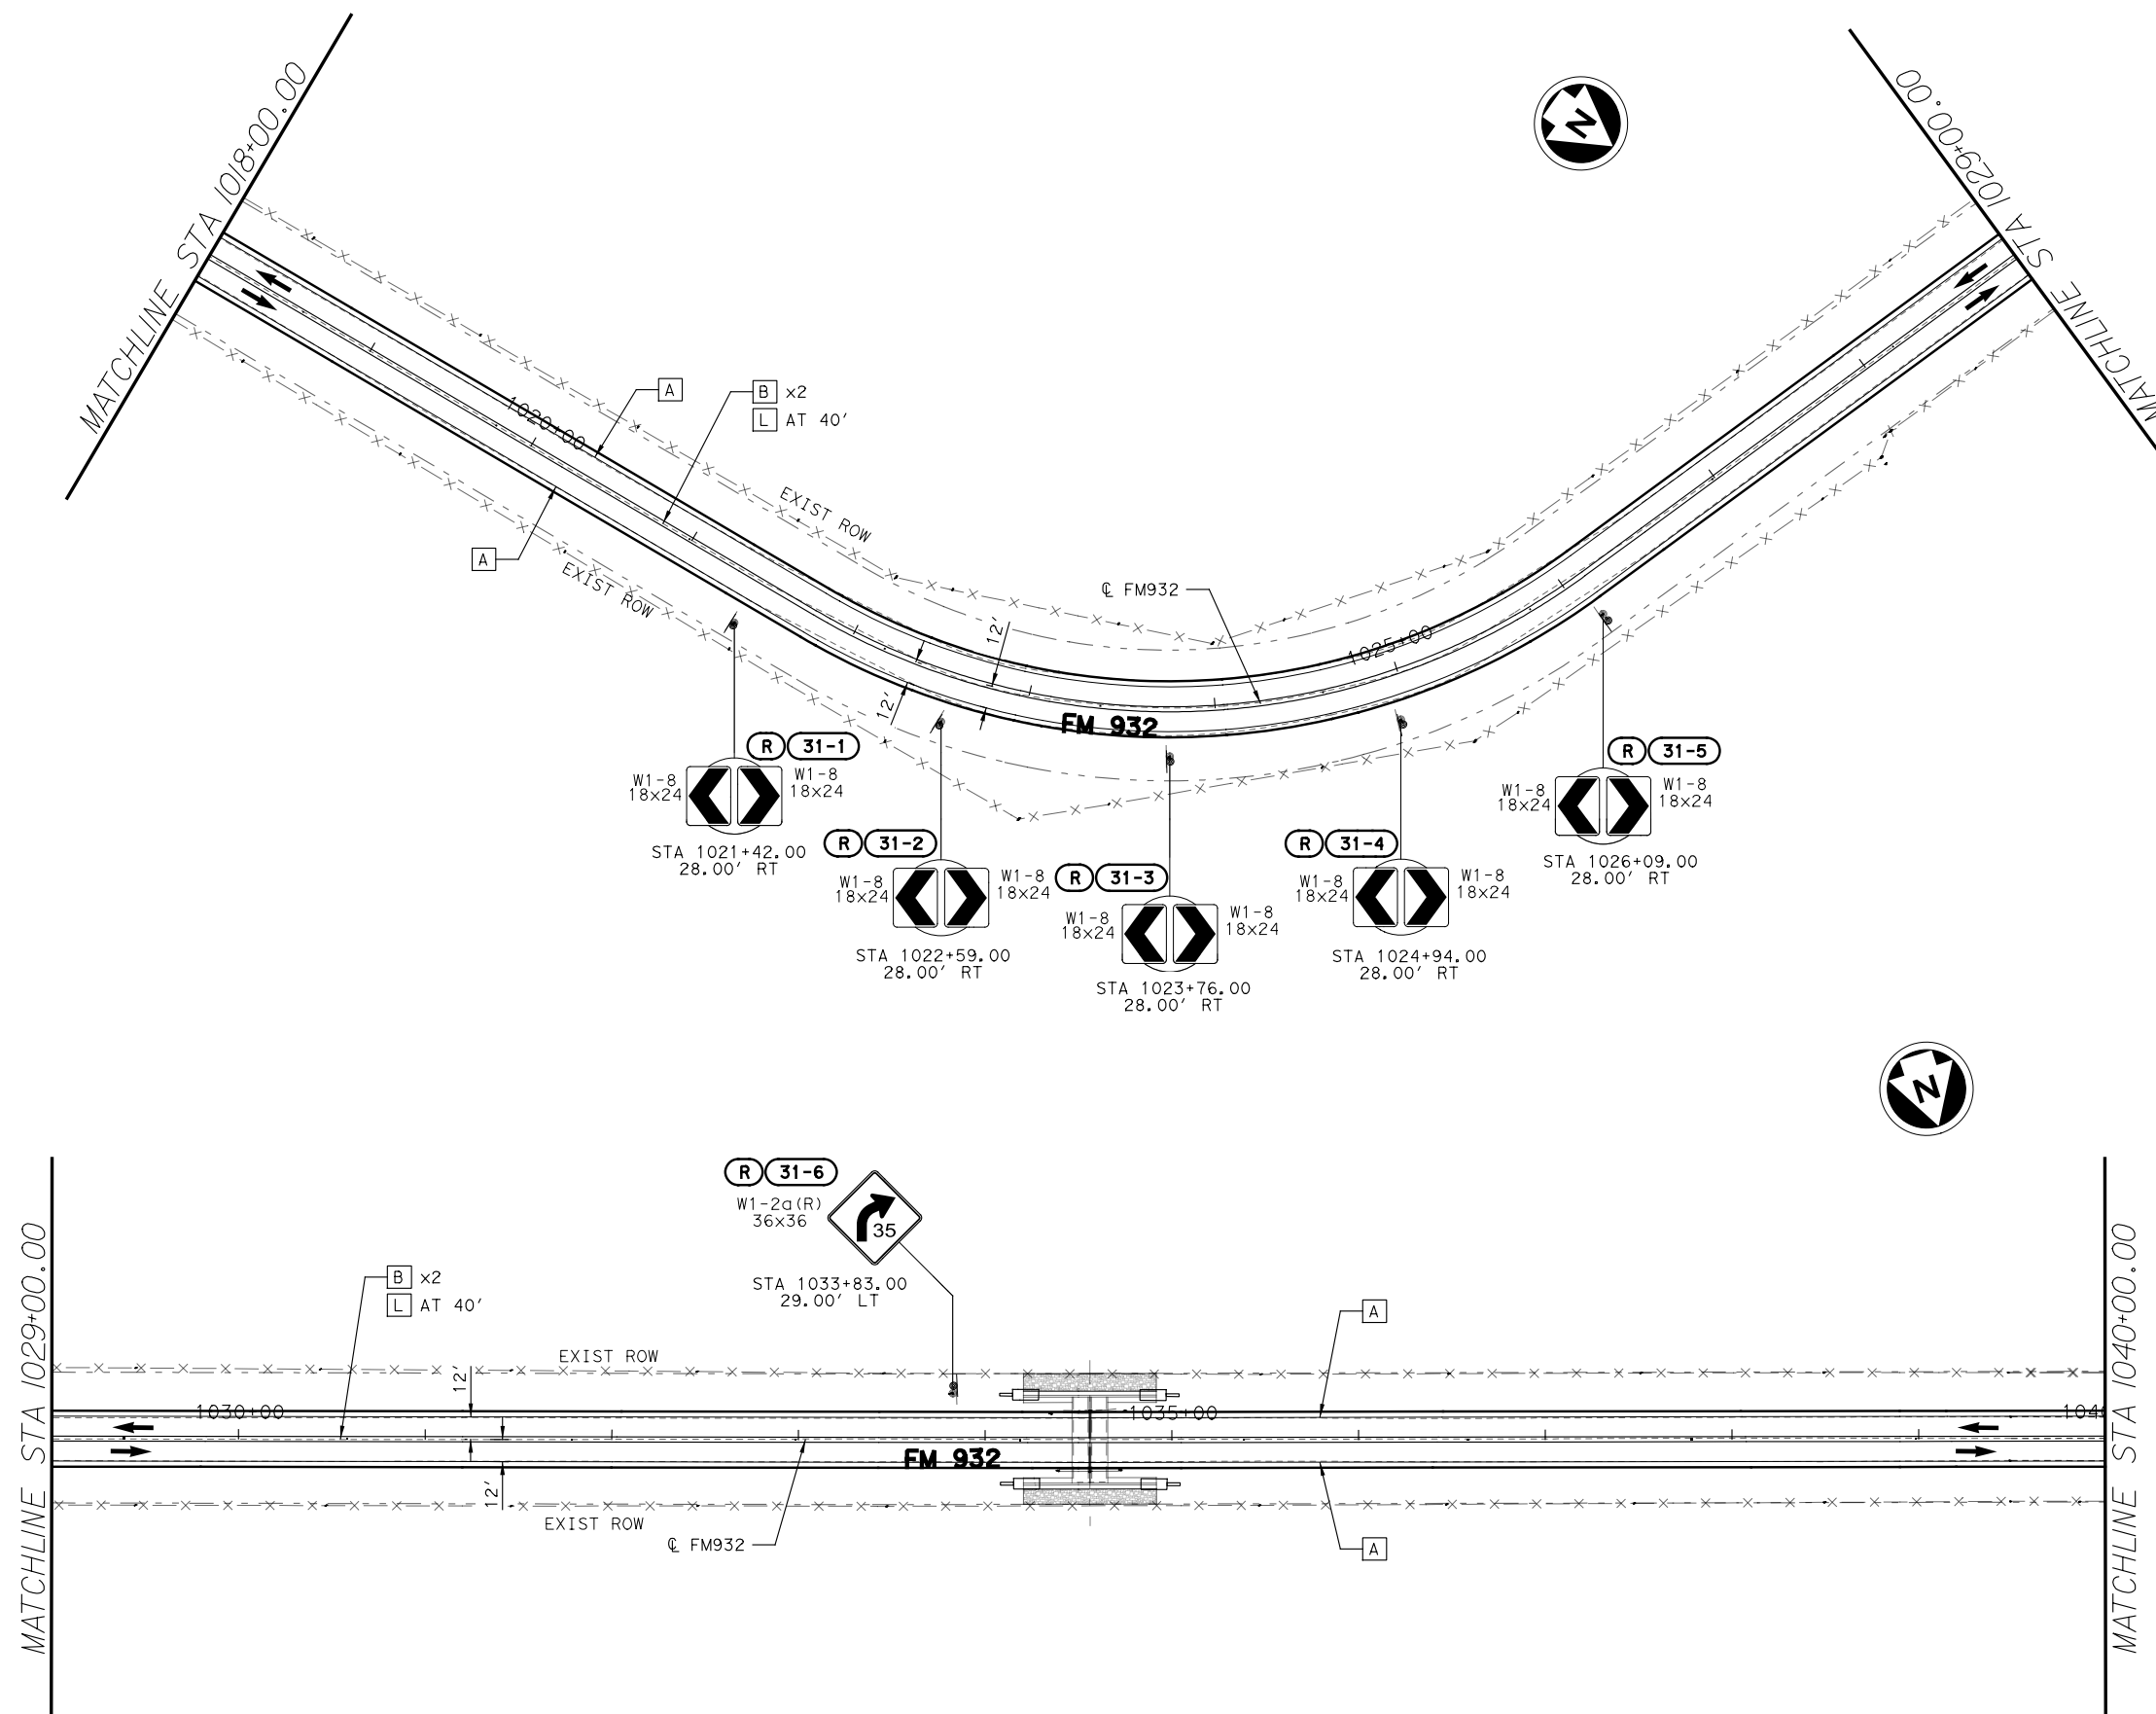 MATCHLINE STA 1018+00.00
MATCHLINE STA 1029+00.00
N
1020+00
A
B x2
L AT 40'
EXIST ROW
A
EXIST ROW
℄ FM932
12'
12'
1025+00
FM 932
R 31-1
W1-8
18x24
W1-8
18x24
STA 1021+42.00
28.00' RT
R 31-2
W1-8
18x24
W1-8
18x24
STA 1022+59.00
28.00' RT
R 31-3
W1-8
18x24
W1-8
18x24
STA 1023+76.00
28.00' RT
R 31-4
W1-8
18x24
W1-8
18x24
STA 1024+94.00
28.00' RT
R 31-5
W1-8
18x24
W1-8
18x24
STA 1026+09.00
28.00' RT
N
MATCHLINE STA 1029+00.00
R 31-6
W1-2a(R)
36x36
35
STA 1033+83.00
29.00' LT
B x2
L AT 40'
A
EXIST ROW
12'
1030+00
1035+00
104
FM 932
12'
EXIST ROW
℄ FM932
A
MATCHLINE STA 1040+00.00